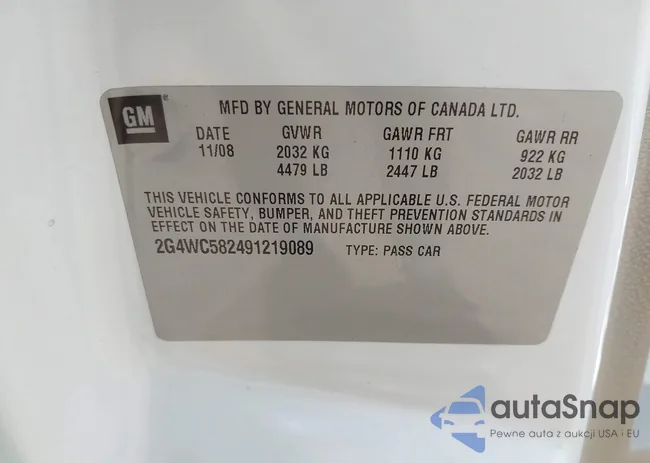 GM
MFD BY GENERAL MOTORS OF CANADA LTD.
DATE GVWR GAWR FRT GAWR RR
11/08 2032 KG 1110 KG 922 KG
4479 LB 2447 LB 2032 LB
THIS VEHICLE CONFORMS TO ALL APPLICABLE U.S. FEDERAL MOTOR
VEHICLE SAFETY, BUMPER, AND THEFT PREVENTION STANDARDS IN
EFFECT ON THE DATE OF MANUFACTURE SHOWN ABOVE.
2G4WC582491219089 TYPE: PASS CAR
autaSnap
Pewne auta z aukcji USA i EU